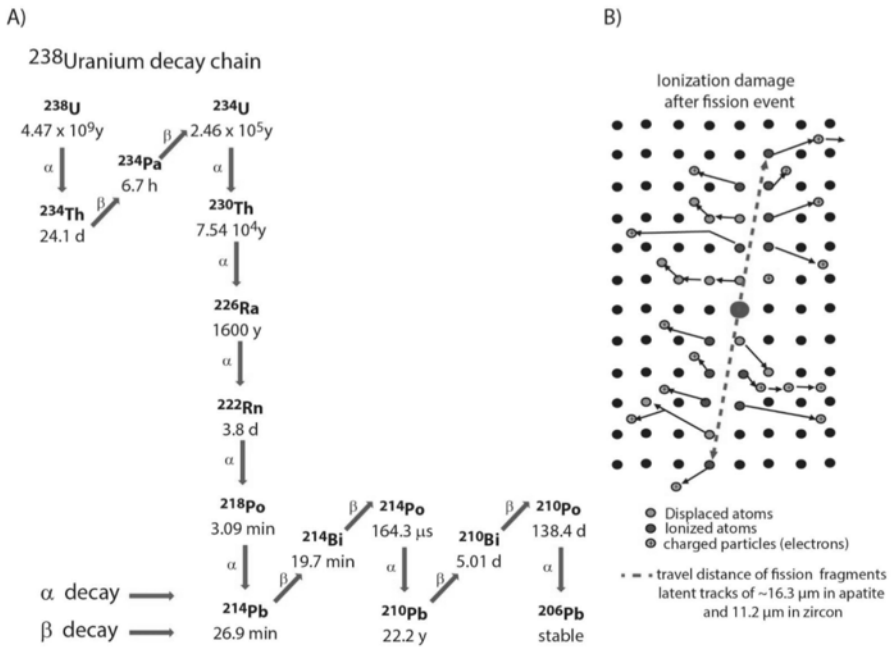 A)
²³⁸Uranium decay chain
²³⁸U
4.47 x 10⁹y
α
²³⁴Th
24.1 d
β
²³⁴Pa
6.7 h
β
²³⁴U
2.46 x 10⁵y
α
²³⁰Th
7.54 10⁴y
α
²²⁶Ra
1600 y
α
²²²Rn
3.8 d
α
²¹⁸Po
3.09 min
α
²¹⁴Pb
26.9 min
β
²¹⁴Bi
19.7 min
β
²¹⁴Po
164.3 µs
α
²¹⁰Pb
22.2 y
β
²¹⁰Bi
5.01 d
β
²¹⁰Po
138.4 d
α
²⁰⁶Pb
stable
α decay
β decay
B)
Ionization damage
after fission event
Displaced atoms
Ionized atoms
charged particles (electrons)
travel distance of fission fragments
latent tracks of ~16.3 µm in apatite
and 11.2 µm in zircon